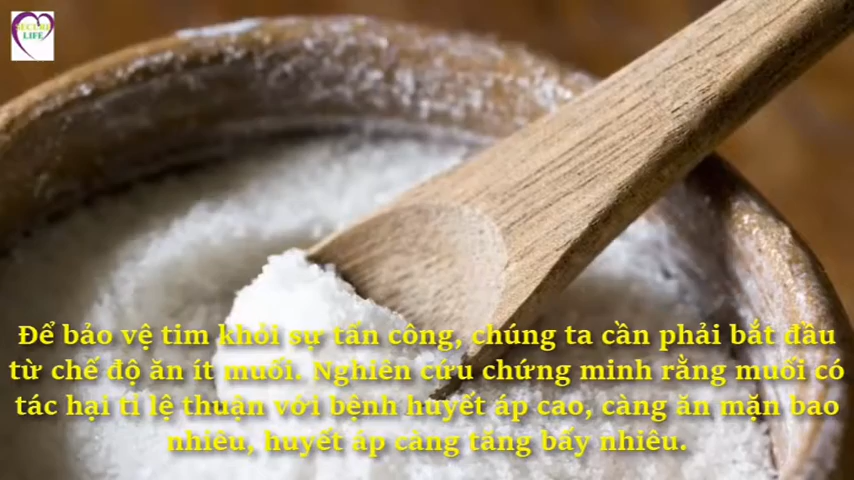 SECURE
LIFE
Để bảo vệ tim khỏi sự tấn công, chúng ta cần phải bắt đầu
từ chế độ ăn ít muối. Nghiên cứu chứng minh rằng muối có
tác hại tỉ lệ thuận với bệnh huyết áp cao, càng ăn mặn bao
nhiêu, huyết áp càng tăng bấy nhiêu.